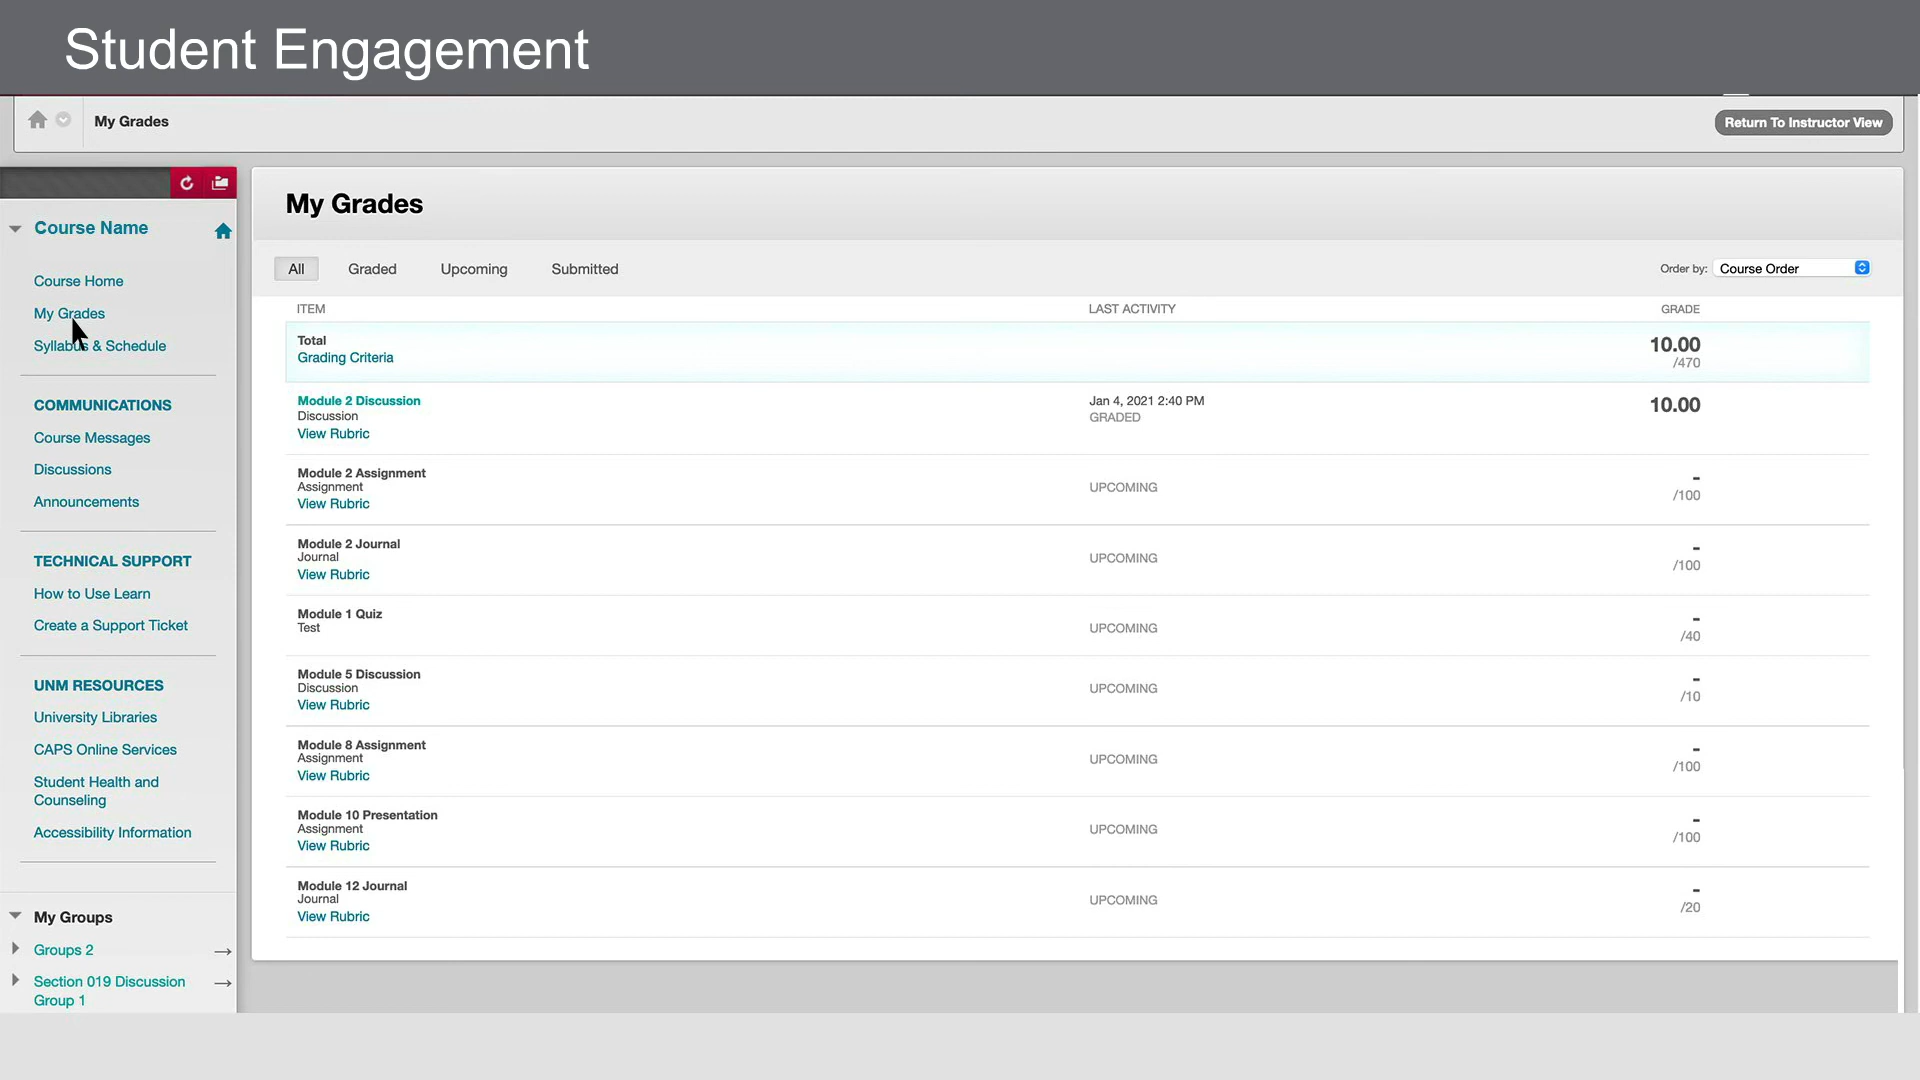 Student Engagement
My Grades
Return To Instructor View
Course Name
Course Home
My Grades
Syllabus & Schedule
COMMUNICATIONS
Course Messages
Discussions
Announcements
TECHNICAL SUPPORT
How to Use Learn
Create a Support Ticket
UNM RESOURCES
University Libraries
CAPS Online Services
Student Health and
Counseling
Accessibility Information
My Groups
Groups 2
Section 019 Discussion
Group 1
My Grades
All Graded Upcoming Submitted
Order by: Course Order
ITEM LAST ACTIVITY GRADE
Total 10.00
Grading Criteria /470
Module 2 Discussion Jan 4, 2021 2:40 PM 10.00
Discussion GRADED
View Rubric
Module 2 Assignment -
Assignment UPCOMING /100
View Rubric
Module 2 Journal -
Journal UPCOMING /100
View Rubric
Module 1 Quiz -
Test UPCOMING /40
Module 5 Discussion -
Discussion UPCOMING /10
View Rubric
Module 8 Assignment -
Assignment UPCOMING /100
View Rubric
Module 10 Presentation -
Assignment UPCOMING /100
View Rubric
Module 12 Journal -
Journal UPCOMING /20
View Rubric